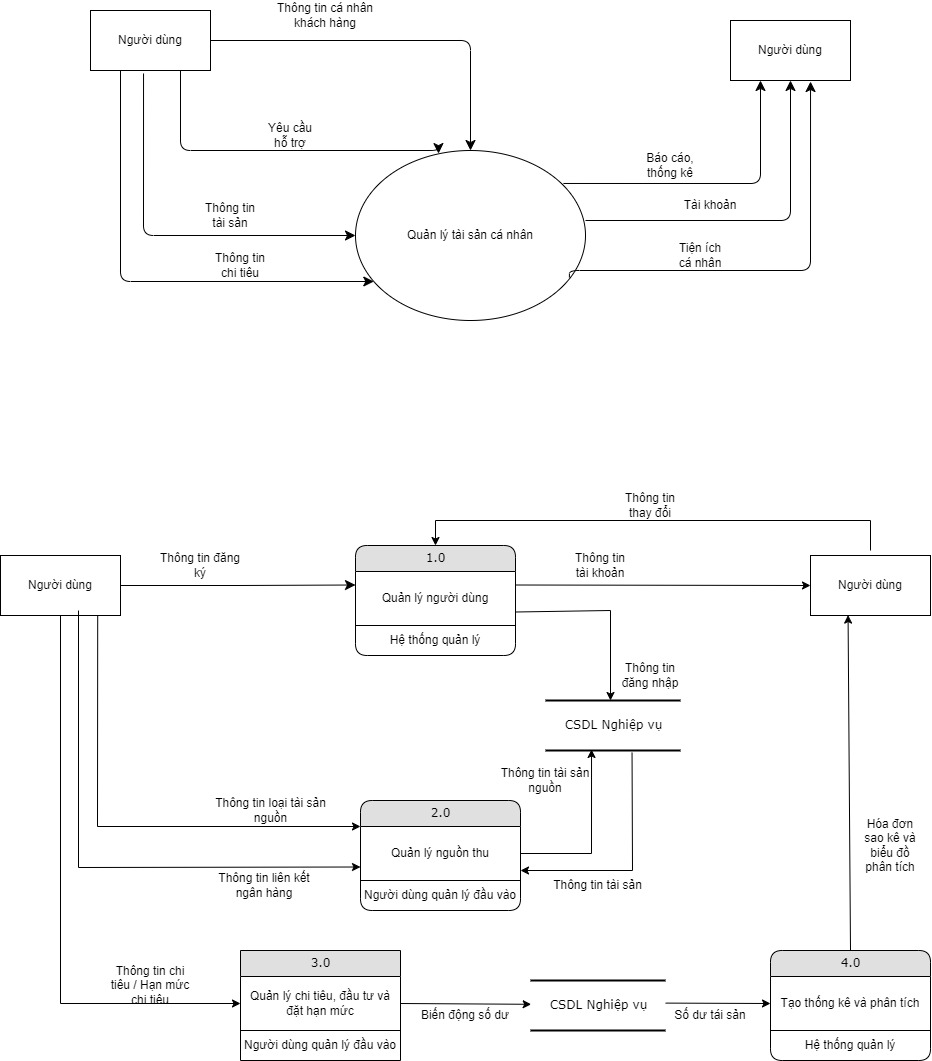 Thông tin cá nhân
khách hàng
Người dùng
Người dùng
Yêu cầu
hỗ trợ
Báo cáo,
thống kê
Thông tin
tài sản
Tài khoản
Quản lý tài sản cá nhân
Thông tin
chi tiêu
Tiện ích
cá nhân
Thông tin
thay đổi
Thông tin đăng
ký
1.0
Thông tin
tài khoản
Người dùng
Quản lý người dùng
Người dùng
Hệ thống quản lý
Thông tin
đăng nhập
CSDL Nghiệp vụ
Thông tin tài sản
nguồn
Thông tin loại tài sản
nguồn
2.0
Quản lý nguồn thu
Hóa đơn
sao kê và
biểu đồ
phân tích
Thông tin liên kết
ngân hàng
Người dùng quản lý đầu vào
Thông tin tài sản
Thông tin chi
tiêu / Hạn mức
chi tiêu
3.0
Quản lý chi tiêu, đầu tư và
đặt hạn mức
Người dùng quản lý đầu vào
Biến động số dư
CSDL Nghiệp vụ
Số dư tài sản
4.0
Tạo thống kê và phân tích
Hệ thống quản lý